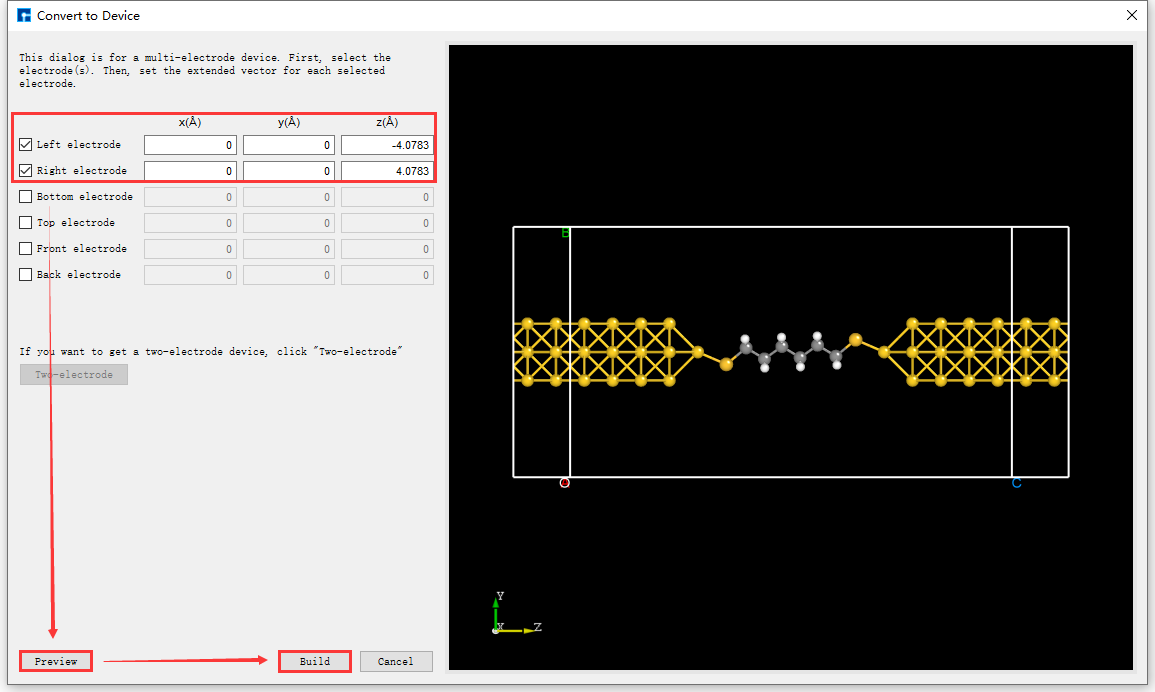 Convert to Device
This dialog is for a multi-electrode device. First, select the
electrode(s). Then, set the extended vector for each selected
electrode.
x(Å) y(Å) z(Å)
Left electrode 0 0 -4.0783
Right electrode 0 0 4.0783
Bottom electrode 0 0 0
Top electrode 0 0 0
Front electrode 0 0 0
Back electrode 0 0 0
If you want to get a two-electrode device, click "Two-electrode"
Two-electrode
Preview Build Cancel
B
O C
Y
X Z